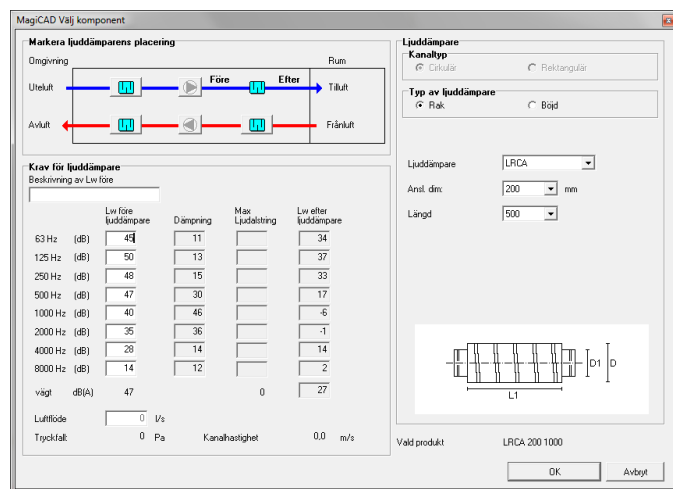 MagiCAD Välj komponent
Markera ljuddämparens placering
Omgivning Rum
Före Efter
Uteluft Tilluft
Avluft Frånluft
Krav för ljuddämpare
Beskrivning av Lw före
Lw före ljuddämpare Dämpning Max Ljudalstring Lw efter ljuddämpare
63 Hz (dB) 45 11 34
125 Hz (dB) 50 13 37
250 Hz (dB) 48 15 33
500 Hz (dB) 47 30 17
1000 Hz (dB) 40 46 -6
2000 Hz (dB) 35 36 -1
4000 Hz (dB) 28 14 14
8000 Hz (dB) 14 12 2
vägt dB(A) 47 0 27
Luftflöde 0 l/s
Tryckfall: 0 Pa Kanalhastighet 0,0 m/s
Ljuddämpare
Kanaltyp
Cirkulär Rektangulär
Typ av ljuddämpare
Rak Böjd
Ljuddämpare LRCA
Ansl. dim: 200 mm
Längd 500
D1 D
L1
Vald produkt LRCA 200 1000
OK Avbryt